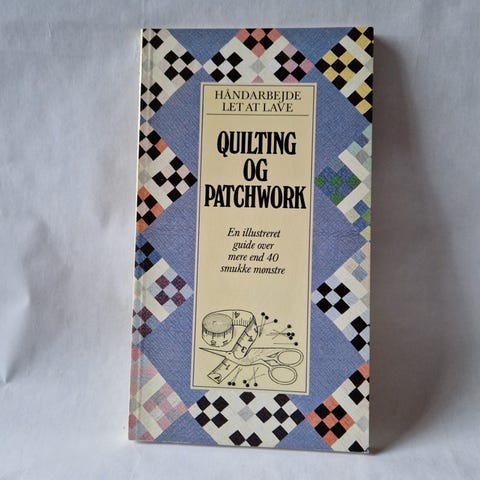 HÅNDARBEJDE
LET AT LAVE
QUILTING
OG
PATCHWORK
En illustreret
guide over
mere end 40
smukke mønstre